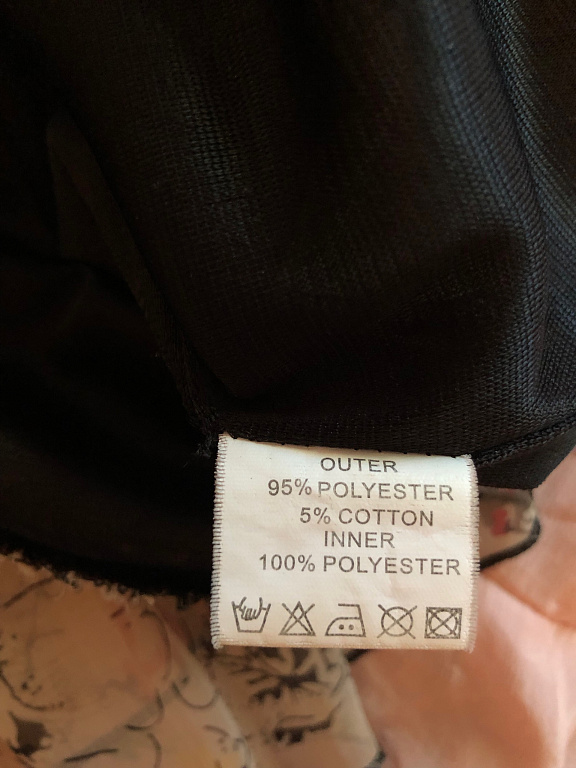 OUTER
95% POLYESTER
5% COTTON
INNER
100% POLYESTER